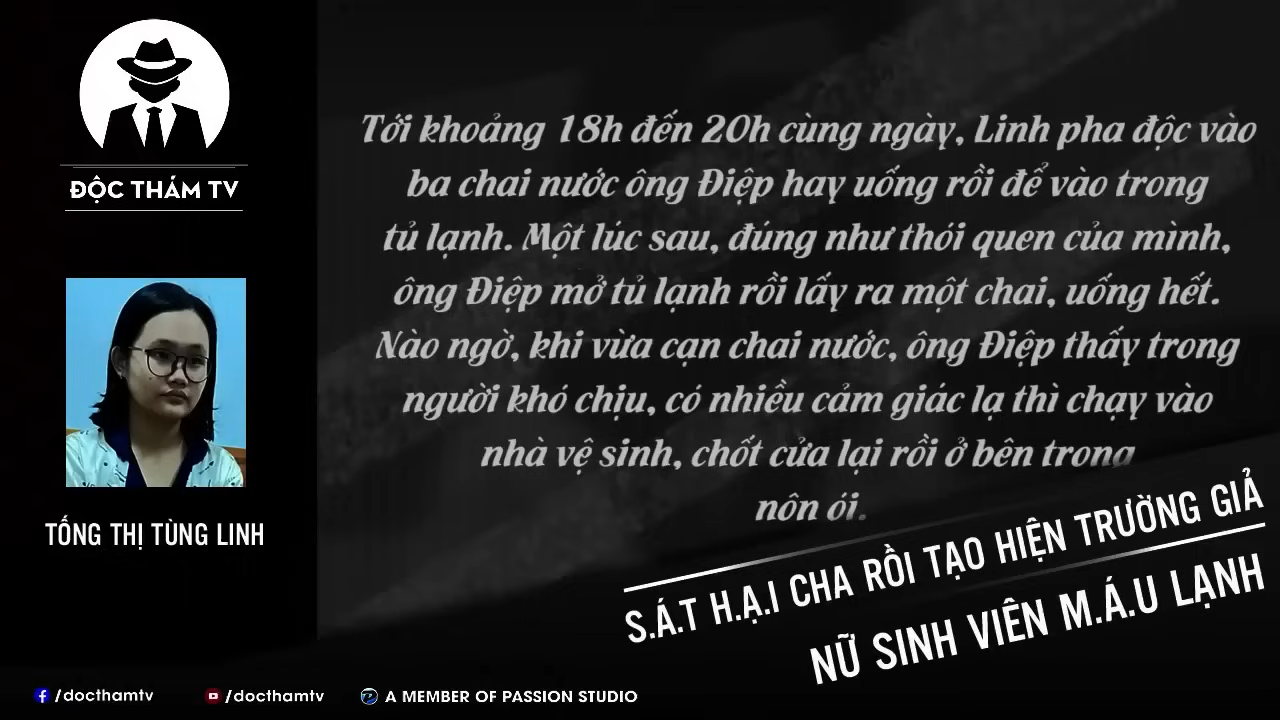 ĐỘC THÁM TV
TỐNG THỊ TÙNG LINH
Tới khoảng 18h đến 20h cùng ngày, Linh pha độc vào
ba chai nước ông Điệp hay uống rồi để vào trong
tủ lạnh. Một lúc sau, đúng như thói quen của mình,
ông Điệp mở tủ lạnh rồi lấy ra một chai, uống hết.
Nào ngờ, khi vừa cạn chai nước, ông Điệp thấy trong
người khó chịu, có nhiều cảm giác lạ thì chạy vào
nhà vệ sinh, chốt cửa lại rồi ở bên trong
nôn ói.
S.Á.T H.Ạ.I CHA RỒI TẠO HIỆN TRƯỜNG GIẢ
NỮ SINH VIÊN M.Á.U LẠNH
/docthamtv
/docthamtv
A MEMBER OF PASSION STUDIO